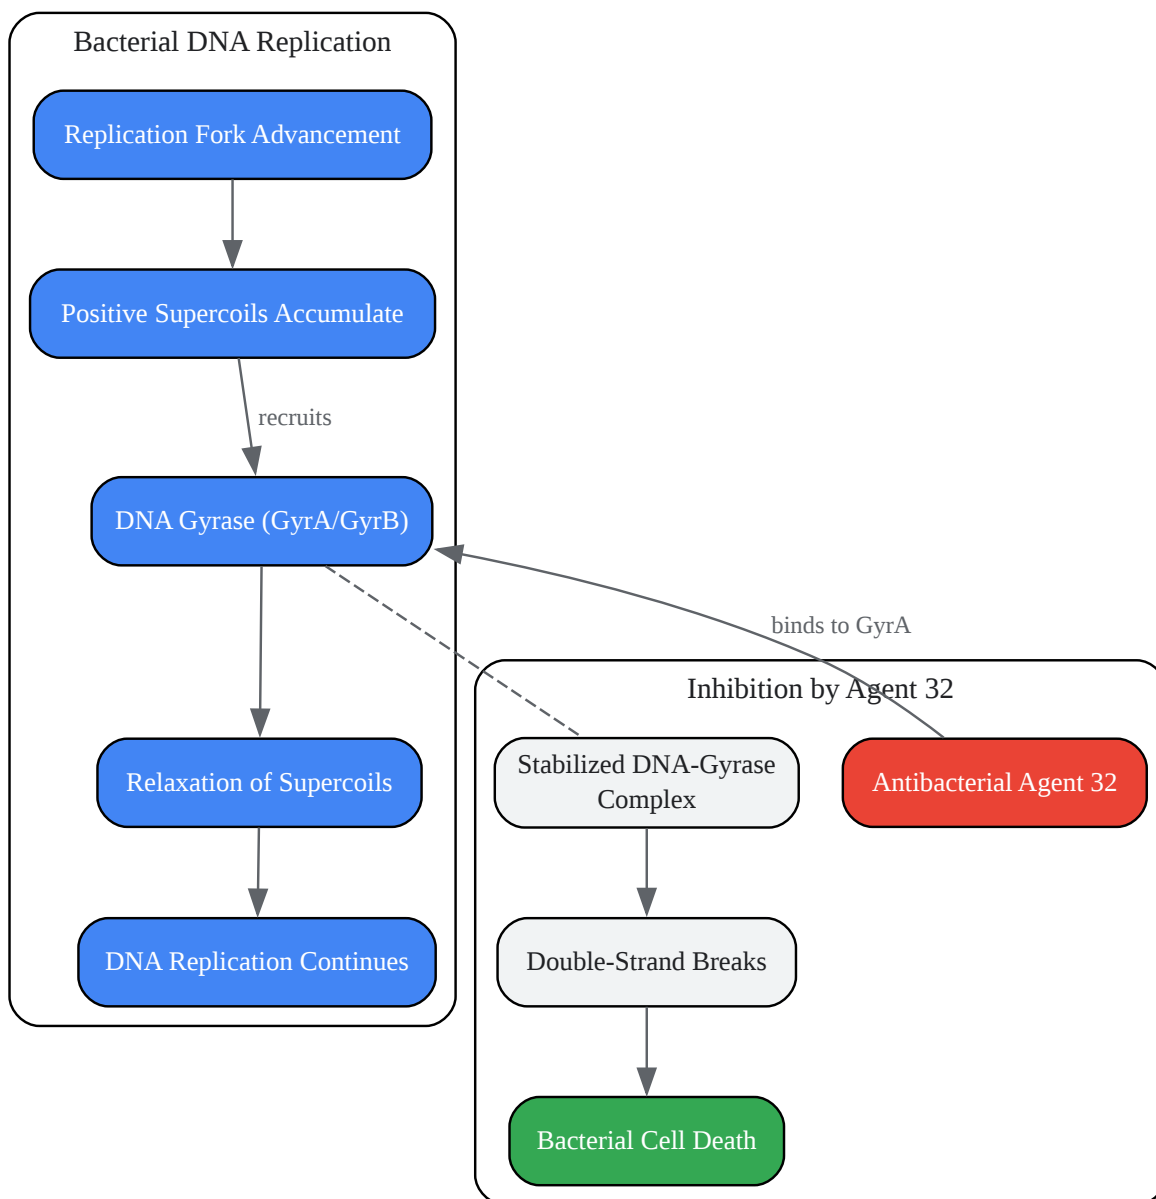 Bacterial DNA Replication
Replication Fork Advancement
Positive Supercoils Accumulate
recruits
DNA Gyrase (GyrA/GyrB)
binds to GyrA
Inhibition by Agent 32
Relaxation of Supercoils
Stabilized DNA-Gyrase
Complex
Antibacterial Agent 32
DNA Replication Continues
Double-Strand Breaks
Bacterial Cell Death